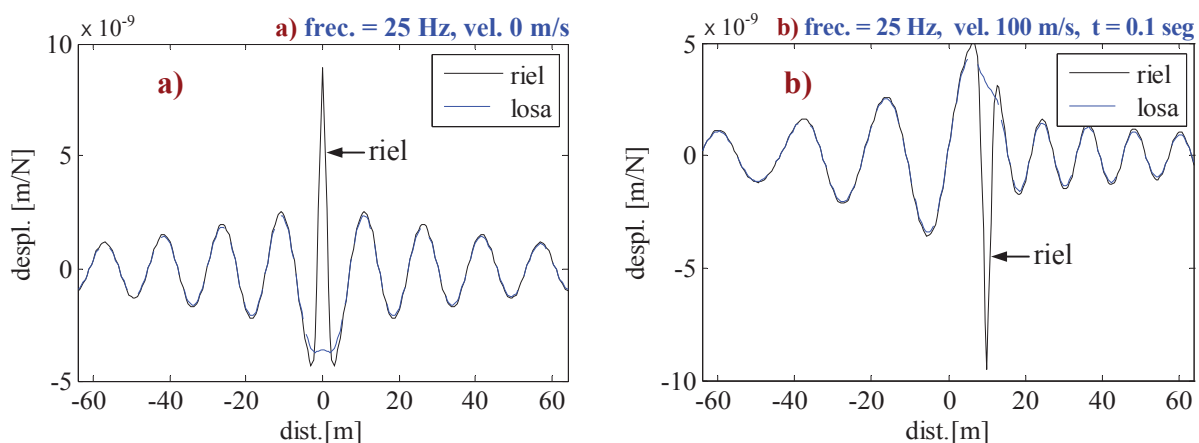 a) frec. = 25 Hz, vel. 0 m/s
x 10⁻⁹
10
5
0
-5
despl. [m/N]
a)
riel
losa
riel
-60 -40 -20 0 20 40 60
dist.[m]
b) frec. = 25 Hz, vel. 100 m/s, t = 0.1 seg
x 10⁻⁹
5
0
-5
-10
despl. [m/N]
b)
riel
losa
riel
-60 -40 -20 0 20 40 60
dist.[m]